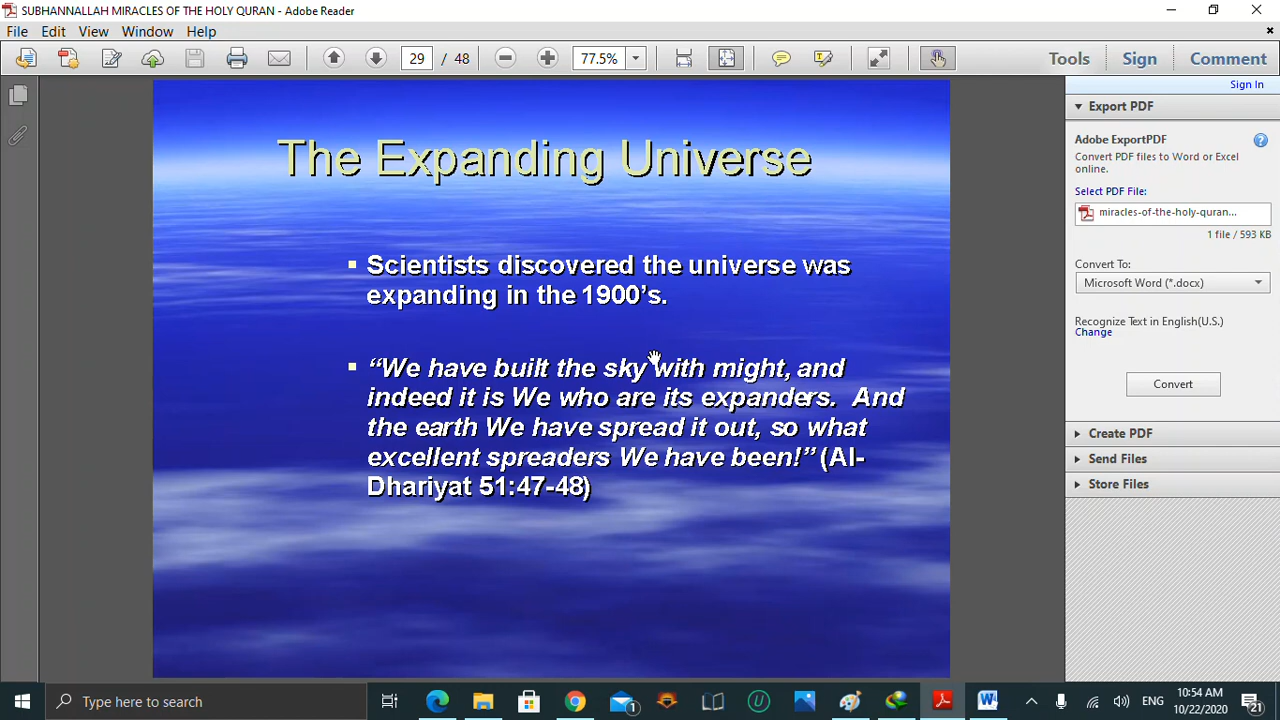 SUBHANNALLAH MIRACLES OF THE HOLY QURAN - Adobe Reader
File Edit View Window Help
29 / 48 77.5% Tools Sign Comment
Sign In
Export PDF
Adobe ExportPDF
Convert PDF files to Word or Excel
online.
Select PDF File:
miracles-of-the-holy-quran...
1 file / 593 KB
Convert To:
Microsoft Word (*.docx)
Recognize Text in English(U.S.)
Change
Convert
Create PDF
Send Files
Store Files
The Expanding Universe
Scientists discovered the universe was
expanding in the 1900’s.
“We have built the sky with might, and
indeed it is We who are its expanders. And
the earth We have spread it out, so what
excellent spreaders We have been!” (Al-
Dhariyat 51:47-48)
Type here to search
1
ENG
10:54 AM
10/22/2020
21